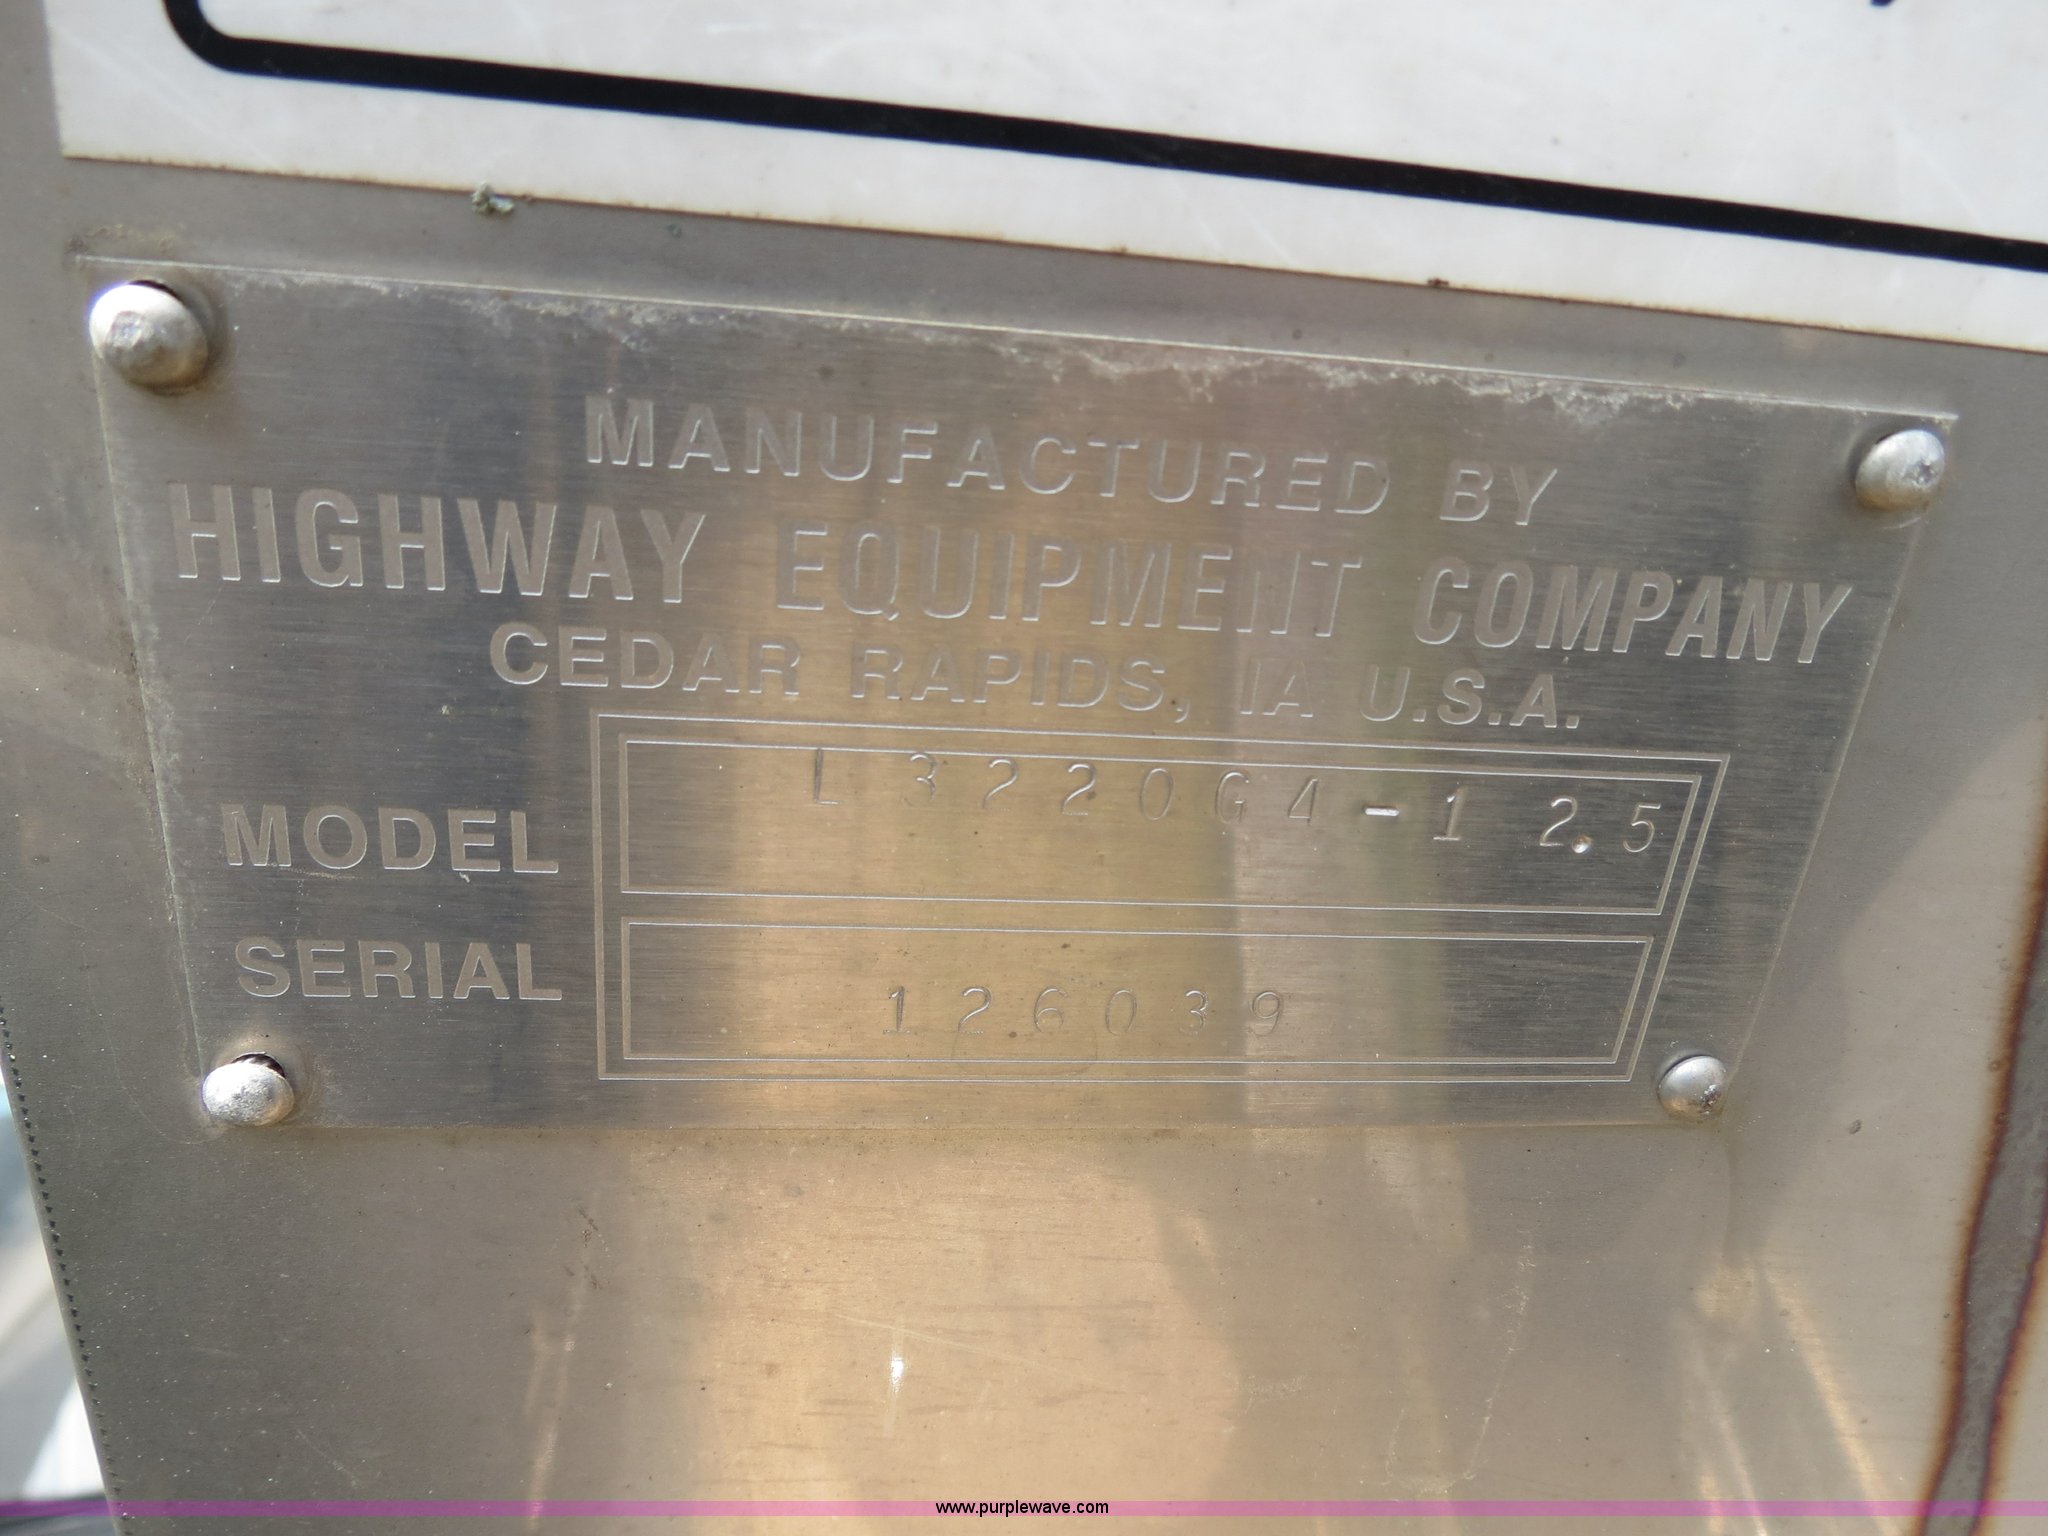 MANUFACTURED BY
HIGHWAY EQUIPMENT COMPANY
CEDAR RAPIDS, IA U.S.A.
MODEL L3220G4-12.5
SERIAL 126039
www.purplewave.com